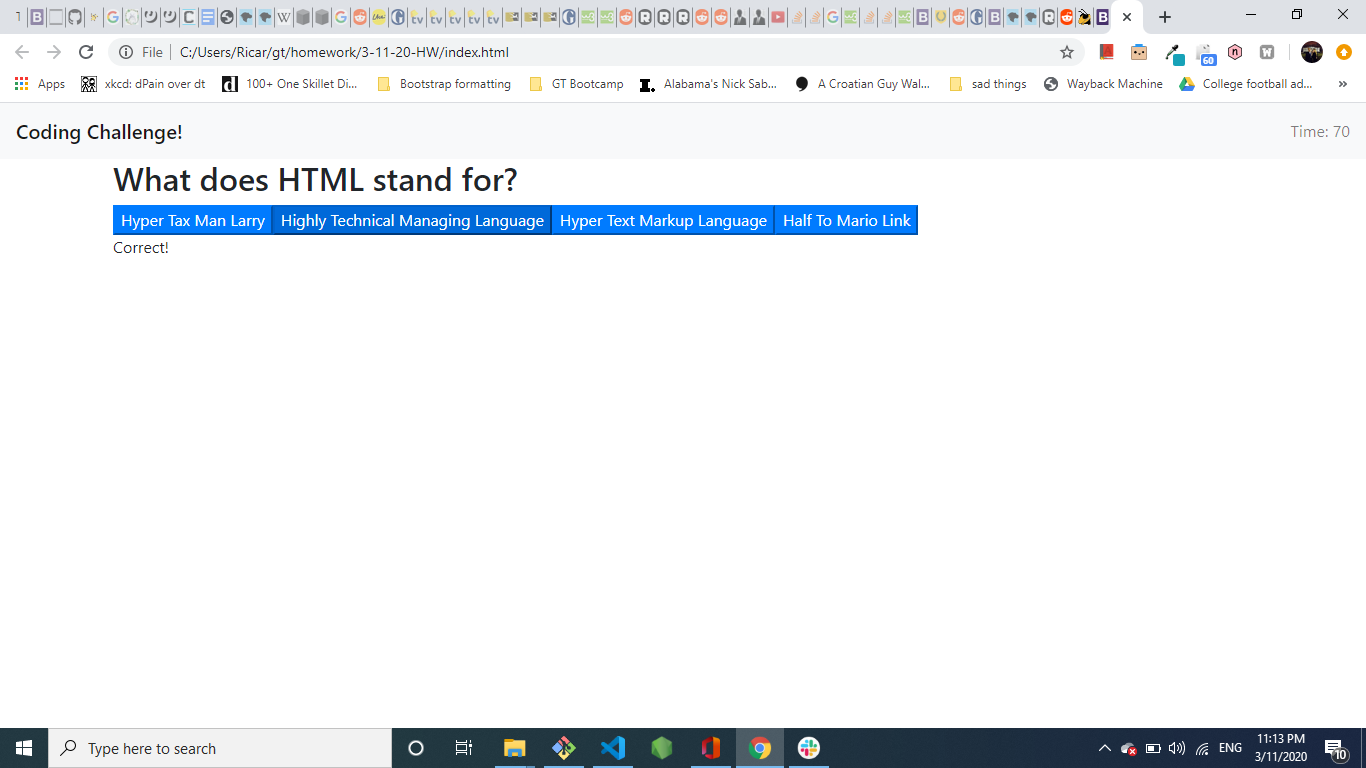 File C:/Users/Ricar/gt/homework/3-11-20-HW/index.html
60
Apps xkcd: dPain over dt 100+ One Skillet Di... Bootstrap formatting GT Bootcamp Alabama's Nick Sab... A Croatian Guy Wal... sad things Wayback Machine College football ad... »
Coding Challenge! Time: 70
What does HTML stand for?
Hyper Tax Man Larry Highly Technical Managing Language Hyper Text Markup Language Half To Mario Link
Correct!
Type here to search ENG 11:13 PM
3/11/2020 10